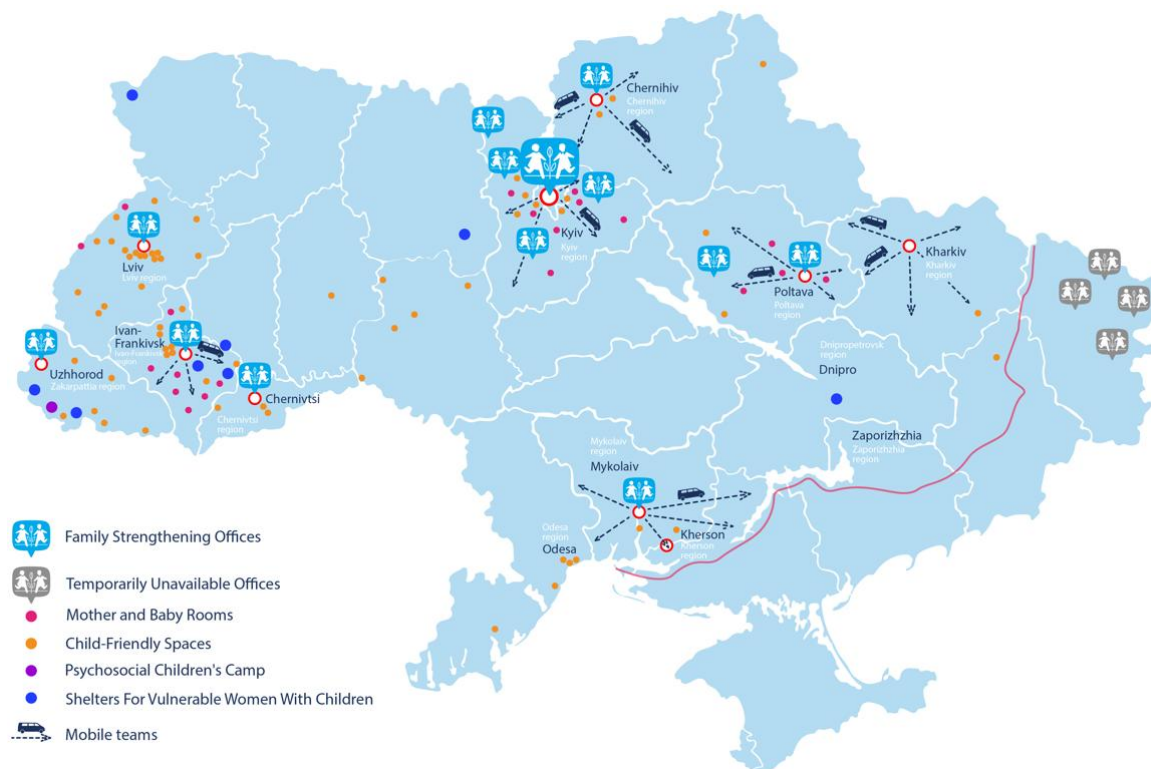 Chernihiv
Chernihiv
region
Kyiv
Kyiv
region
Lviv
Lviv region
Kharkiv
Kharkiv
region
Poltava
Poltava
region
Ivan-
Frankivsk
Ivan-Frankivsk
region
Uzhhorod
Zakarpattia region
Chernivtsi
Chernivtsi
region
Dnipropetrovsk
region
Dnipro
Zaporizhzhia
Zaporizhzhia
region
Mykolaiv
region
Mykolaiv
Odesa
region
Odesa
Kherson
Kherson
region
Family Strengthening Offices
Temporarily Unavailable Offices
Mother and Baby Rooms
Child-Friendly Spaces
Psychosocial Children's Camp
Shelters For Vulnerable Women With Children
Mobile teams